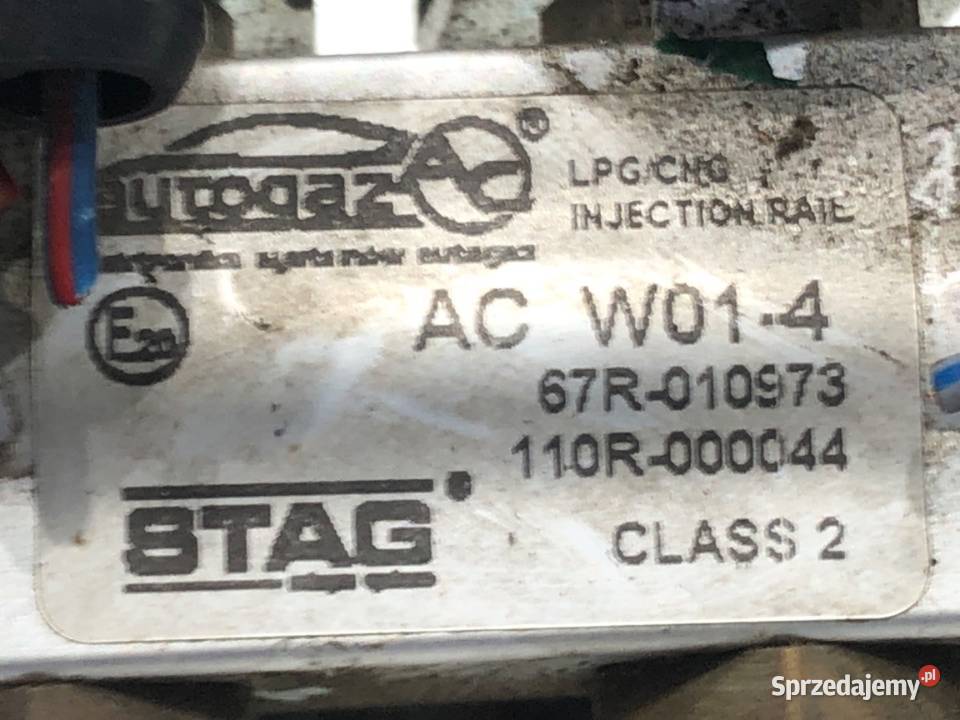 autogaz AC ®
LPG/CNG
INJECTION RAIL
E20
AC W01-4
67R-010973
110R-000044
STAG ®
CLASS 2
Sprzedajemy.pl